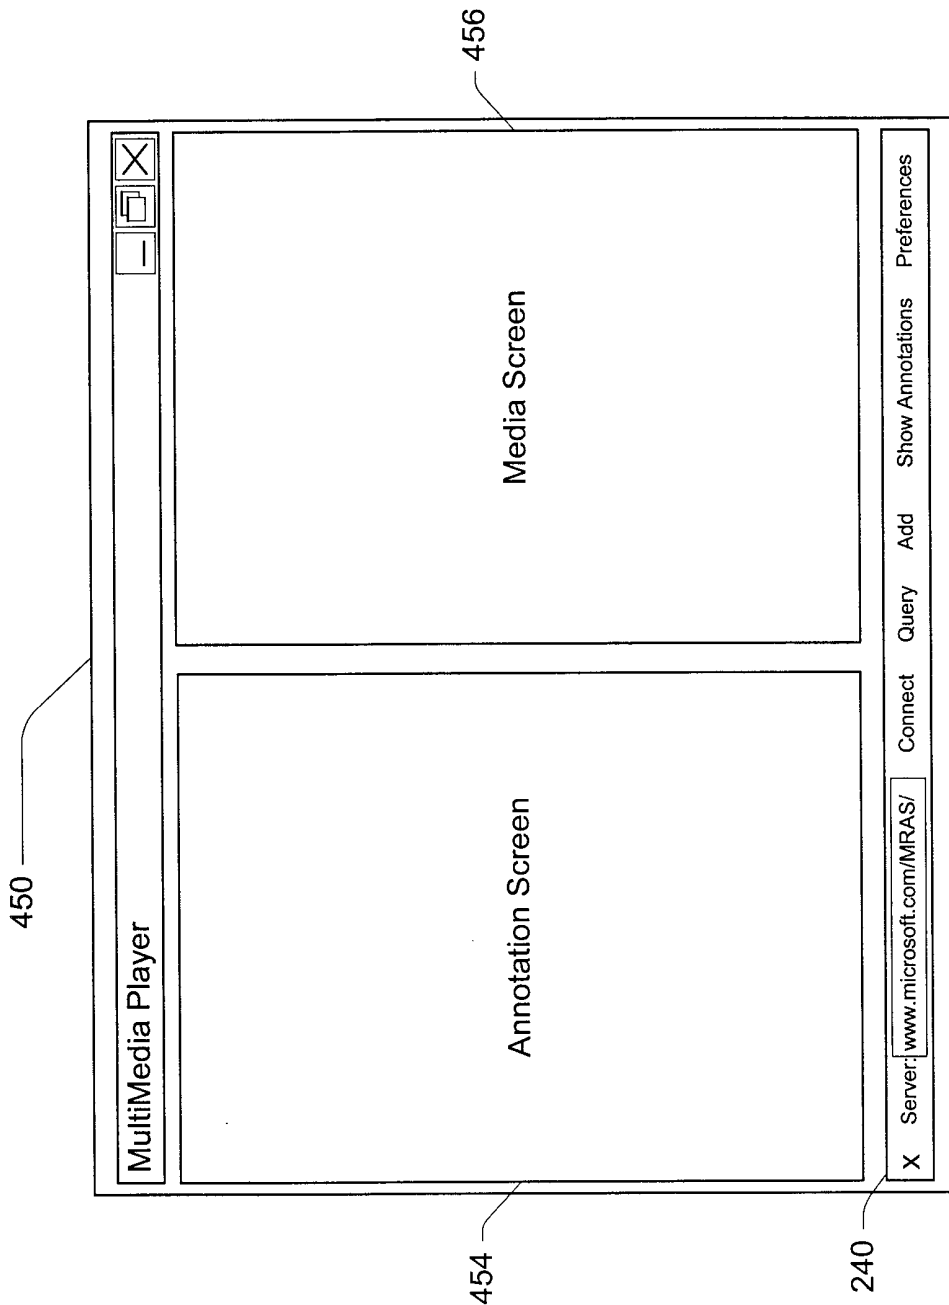 450
MultiMedia Player
454
Annotation Screen
Media Screen
456
240
X Server: www.microsoft.com/MRAS/ Connect Query Add Show Annotations Preferences